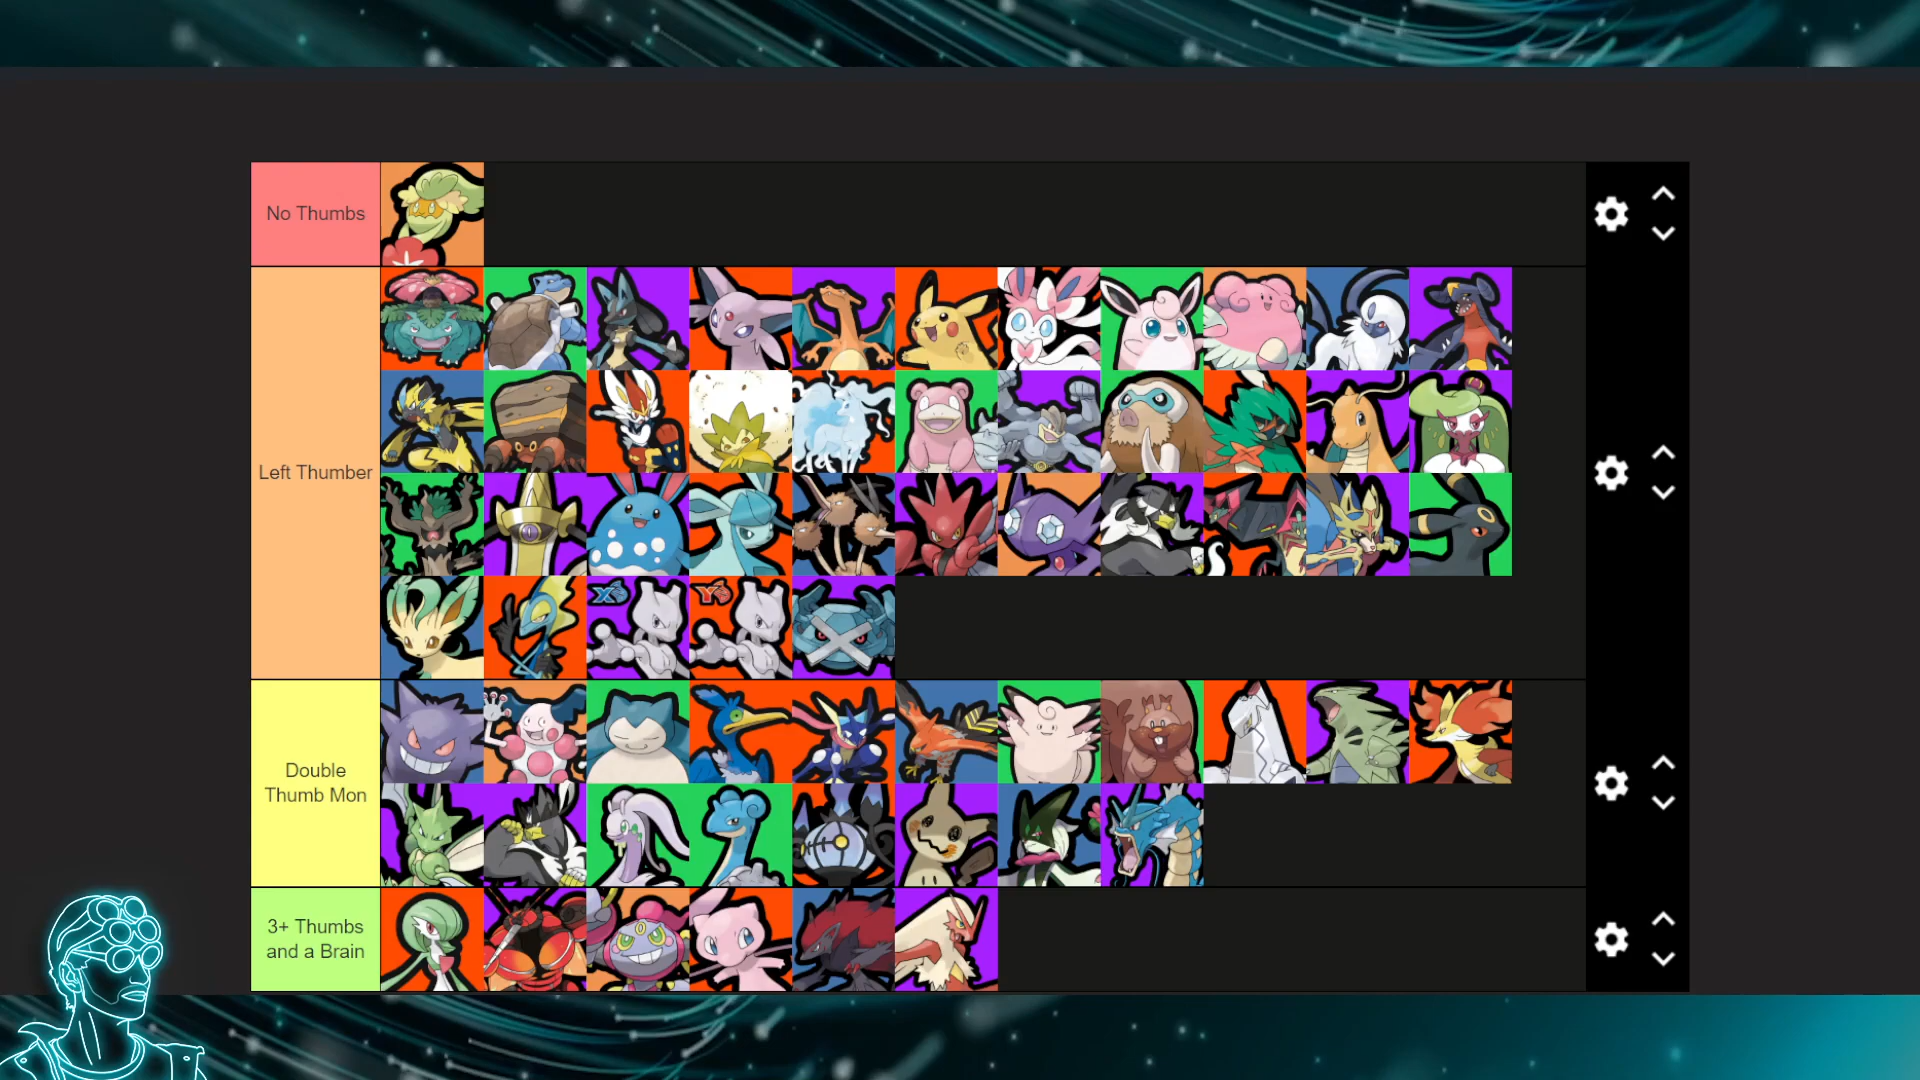 No Thumbs
Left Thumber
X
Y
Double
Thumb Mon
3+ Thumbs
and a Brain